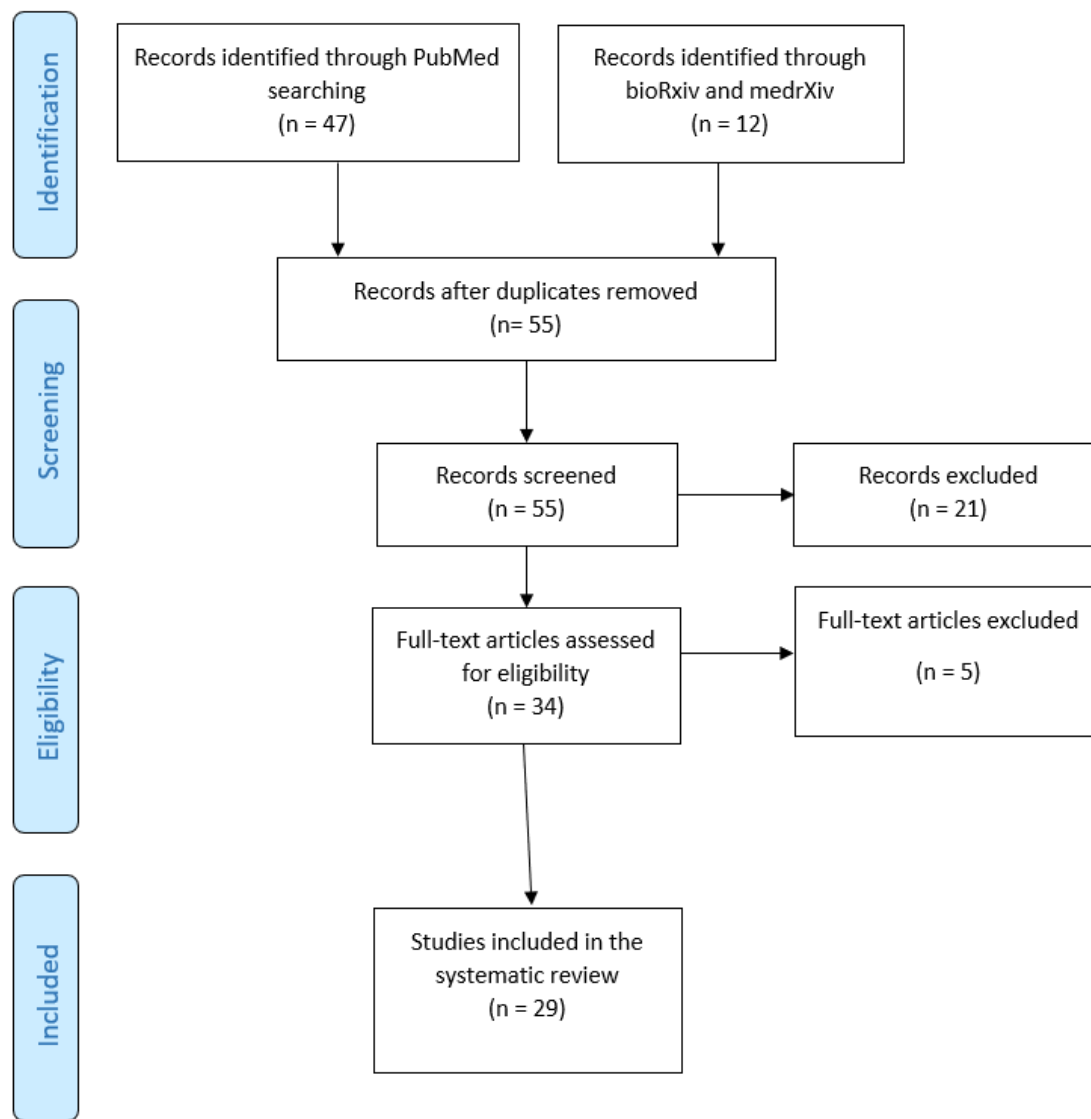 Identification
Records identified through PubMed
searching
(n = 47)
Records identified through
bioRxiv and medrXiv
(n = 12)
Records after duplicates removed
(n= 55)
Screening
Records screened
(n = 55)
Records excluded
(n = 21)
Eligibility
Full-text articles assessed
for eligibility
(n = 34)
Full-text articles excluded
(n = 5)
Included
Studies included in the
systematic review
(n = 29)